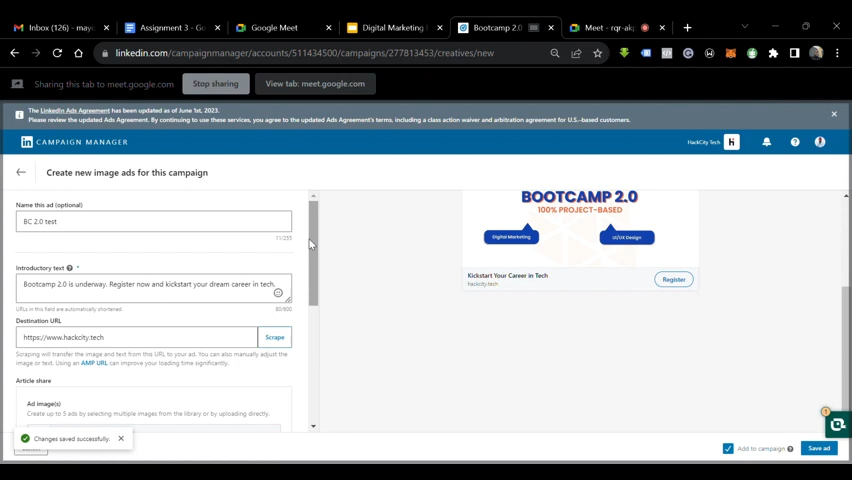 Inbox (126) - mayo
Assignment 3 - Go
Google Meet
Digital Marketing
Bootcamp 2.0
Meet - rqr-ak
linkedin.com/campaignmanager/accounts/511434500/campaigns/277813453/creatives/new
Sharing this tab to meet.google.com
Stop sharing
View tab: meet.google.com
The LinkedIn Ads Agreement has been updated as of June 1st, 2023.
Please review the updated Ads Agreement. By continuing to use these services, you agree to the updated Ads Agreement's terms, including a class action waiver and arbitration agreement for U.S.-based customers.
in CAMPAIGN MANAGER
HackCity Tech
h
Create new image ads for this campaign
Name this ad (optional)
BC 2.0 test
11/255
Introductory text *
Bootcamp 2.0 is underway. Register now and kickstart your dream career in tech.
URLs in this field are automatically shortened.
80/600
Destination URL
https://www.hackcity.tech
Scrape
Scraping will transfer the image and text from this URL to your ad. You can also manually adjust the
image or text. Using an AMP URL can improve your loading time significantly.
Article share
Ad image(s)
Create up to 5 ads by selecting multiple images from the library or by uploading directly.
Changes saved successfully.
BOOTCAMP 2.0
100% PROJECT-BASED
Digital Marketing
UI/UX Design
Kickstart Your Career in Tech
hackcity.tech
Register
1
Add to campaign
Save ad